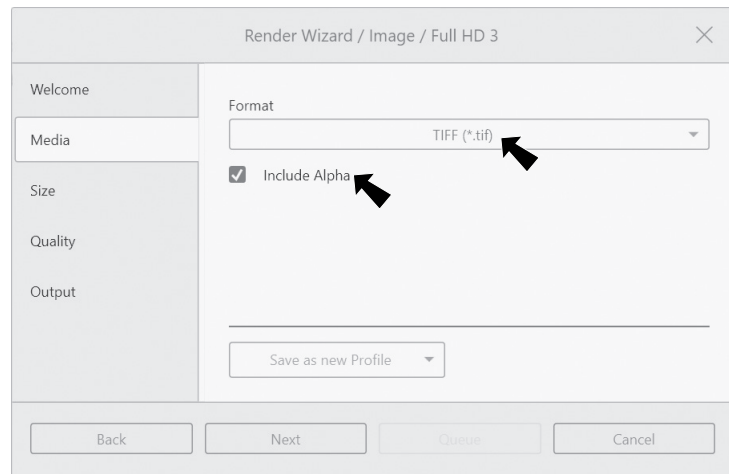 Render Wizard / Image / Full HD 3
Welcome
Media
Size
Quality
Output
Format
TIFF (*.tif)
Include Alpha
Save as new Profile
Back
Next
Queue
Cancel